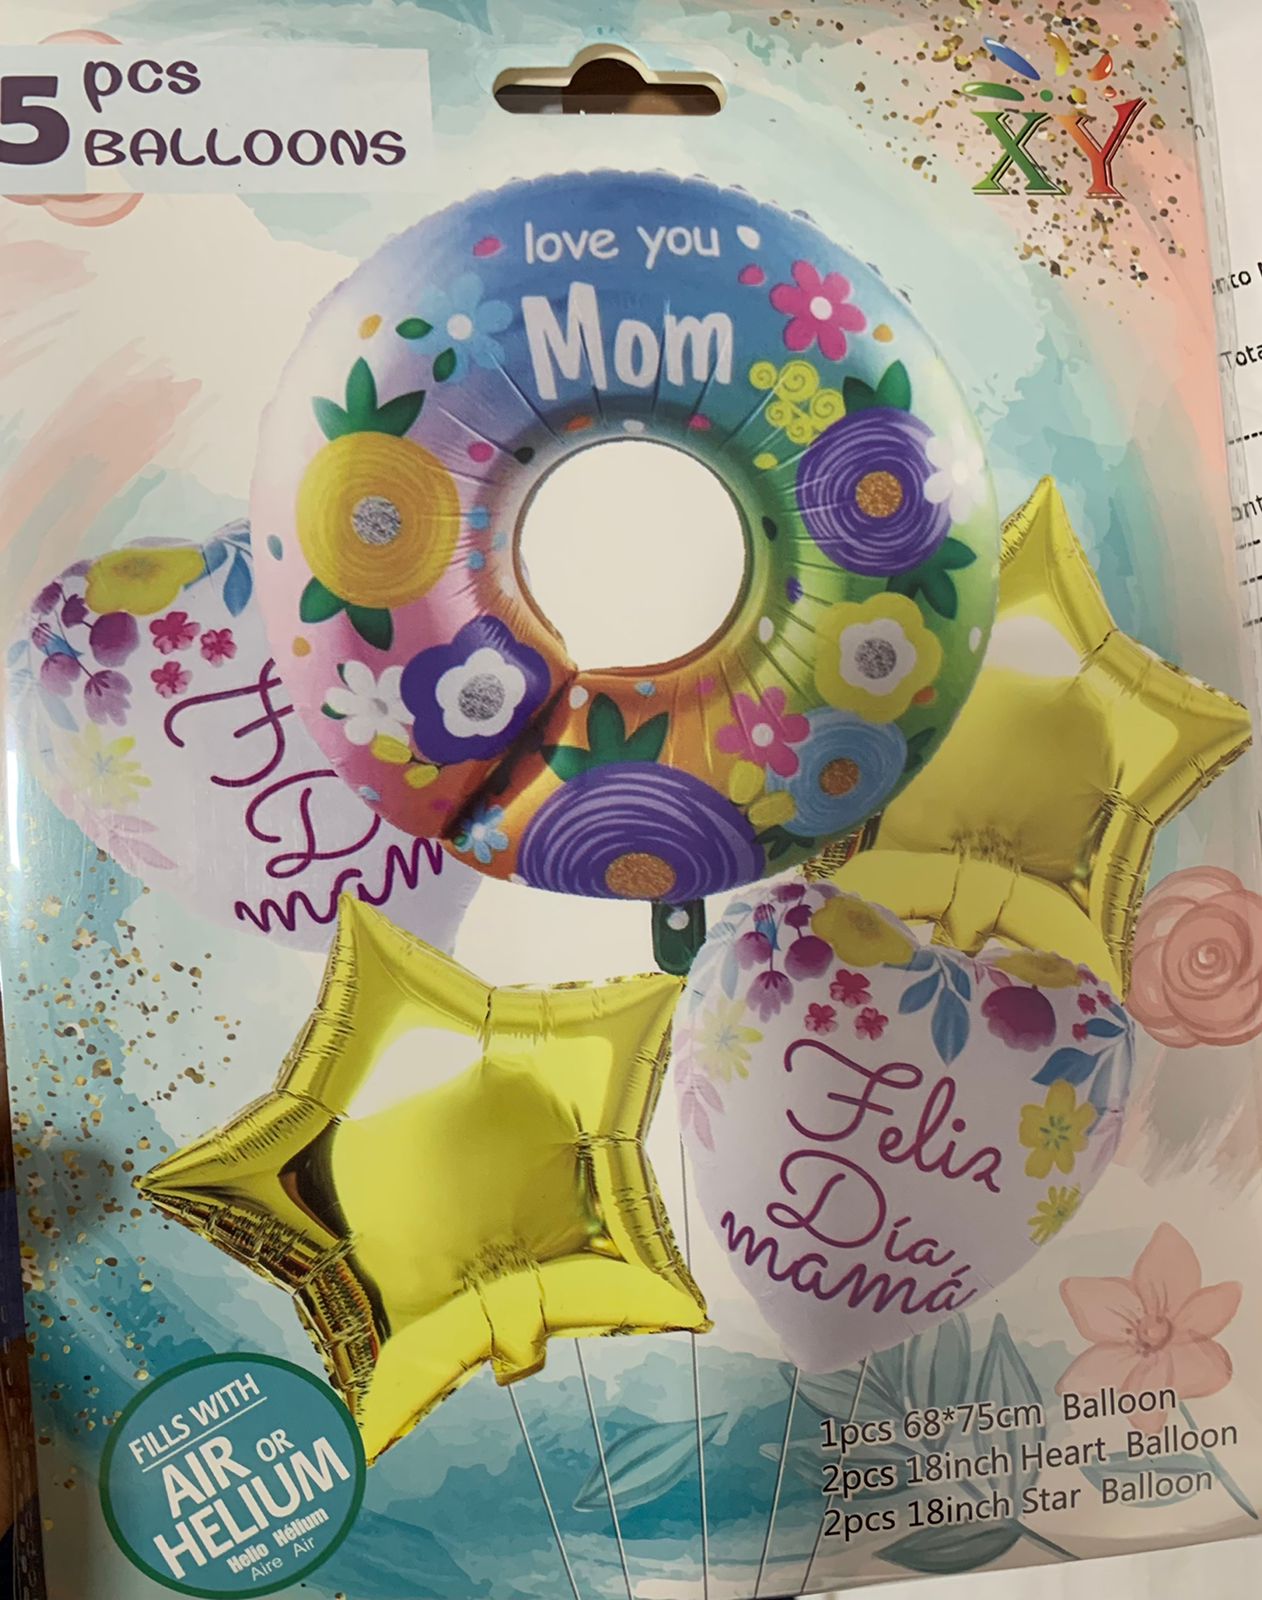 5 pcs
BALLOONS
XY
love you
Mom
D
mam
Feliz
Día,
mamá
FILLS WITH
AIR OR
HELIUM
Helio Hélium
Aire Air
1pcs 68*75cm Balloon
2pcs 18inch Heart Balloon
2pcs 18inch Star Balloon